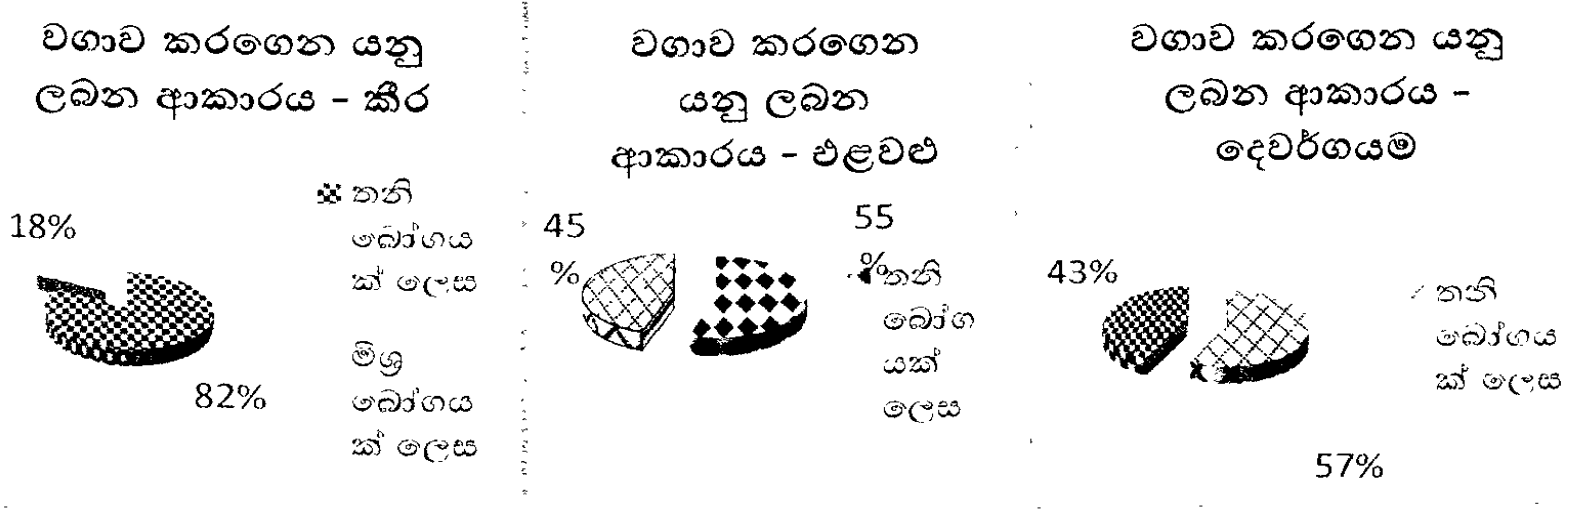 වගාව කරගෙන යනු
ලබන ආකාරය - කීර
18%
82%
තනි
බෝගය
ක් ලෙස
මිශ්‍ර
බෝගය
ක් ලෙස
වගාව කරගෙන
යනු ලබන
ආකාරය - එළවළු
45
%
55
%
තනි
බෝග
යක්
ලෙස
වගාව කරගෙන යනු
ලබන ආකාරය -
දෙවර්ගයම
43%
57%
තනි
බෝගය
ක් ලෙස